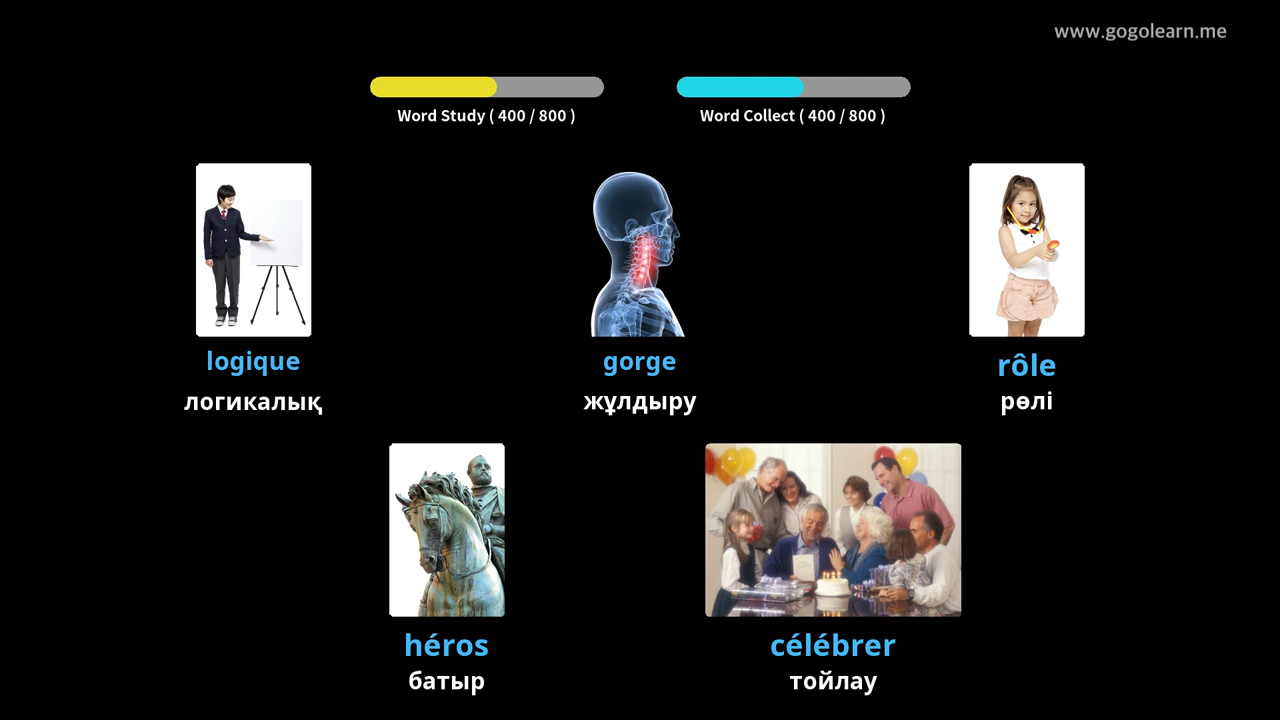 www.gogolearn.me
Word Study ( 400 / 800 )
Word Collect ( 400 / 800 )
logique
логикалық
gorge
жұлдыру
rôle
рөлі
héros
батыр
célébrer
тойлау